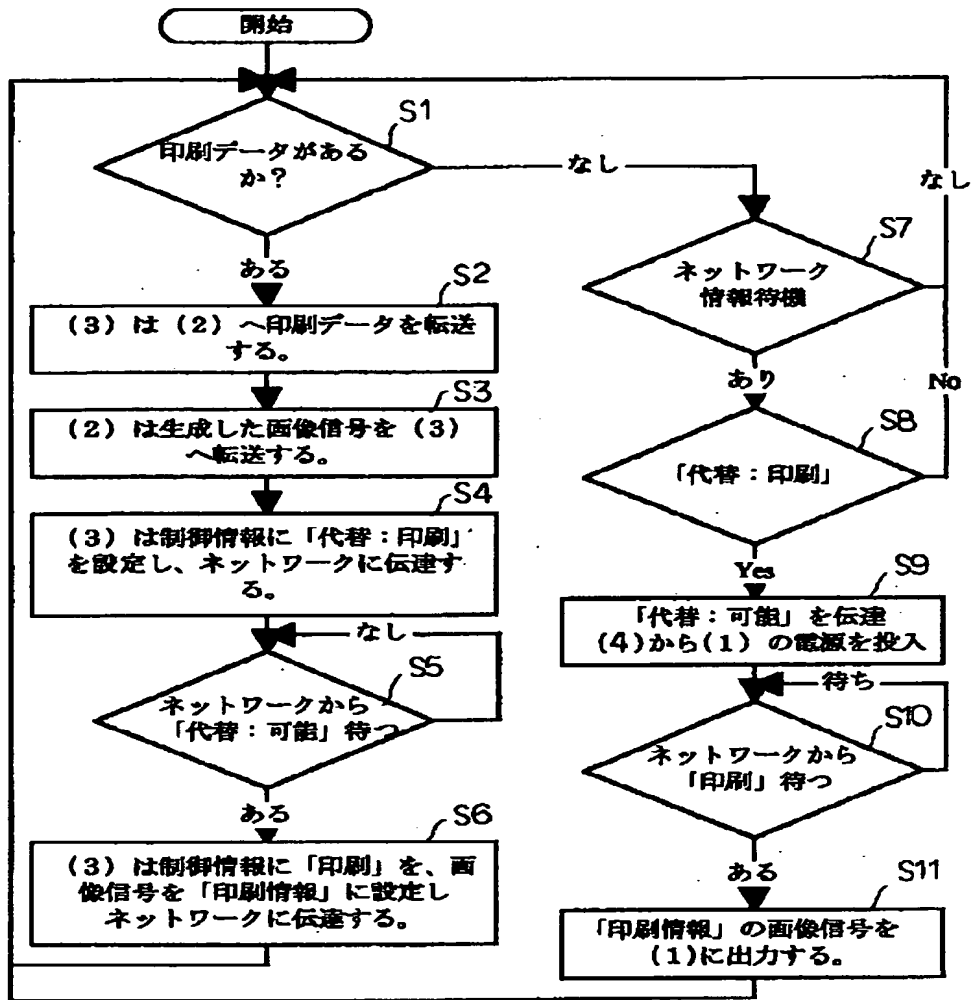 開始
S1
印刷データがある
か？
なし
ある
S2
(3) は (2) へ印刷データを転送
する。
S3
(2) は生成した画像信号を (3)
へ転送する。
S4
(3) は制御情報に「代替：印刷」
を設定し、ネットワークに伝達す
る。
なし
S5
ネットワークから
「代替：可能」待つ
ある
S6
(3) は制御情報に「印刷」を、画
像信号を「印刷情報」に設定し
ネットワークに伝達する。
なし
S7
ネットワーク
情報待機
あり
No
S8
「代替：印刷」
Yes
S9
「代替：可能」を伝達
(4)から(1) の電源を投入
待ち
S10
ネットワークから
「印刷」待つ
ある
S11
「印刷情報」の画像信号を
(1)に出力する。